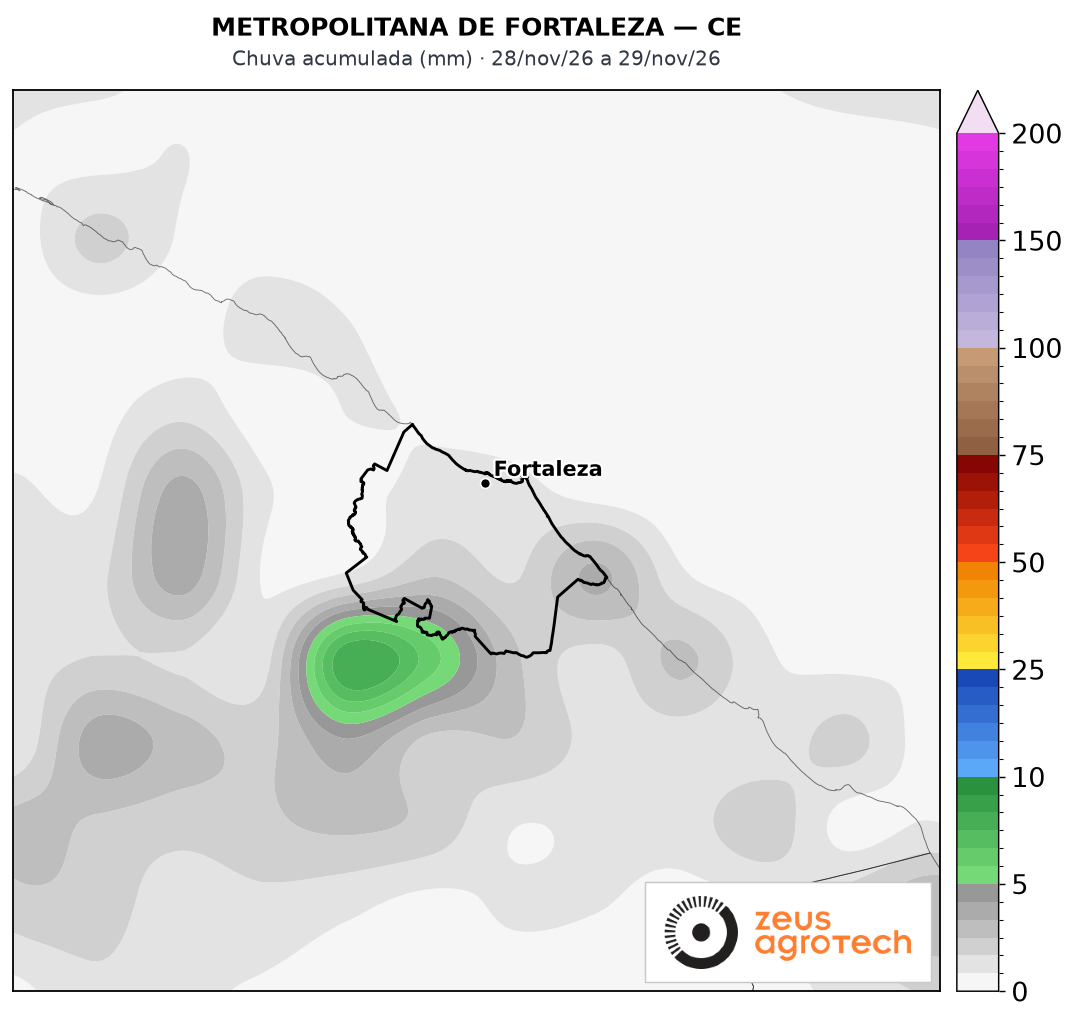 METROPOLITANA DE FORTALEZA — CE
Chuva acumulada (mm) · 28/nov/26 a 29/nov/26
200
150
100
75
50
25
10
5
0
Fortaleza
zeus
agrotech